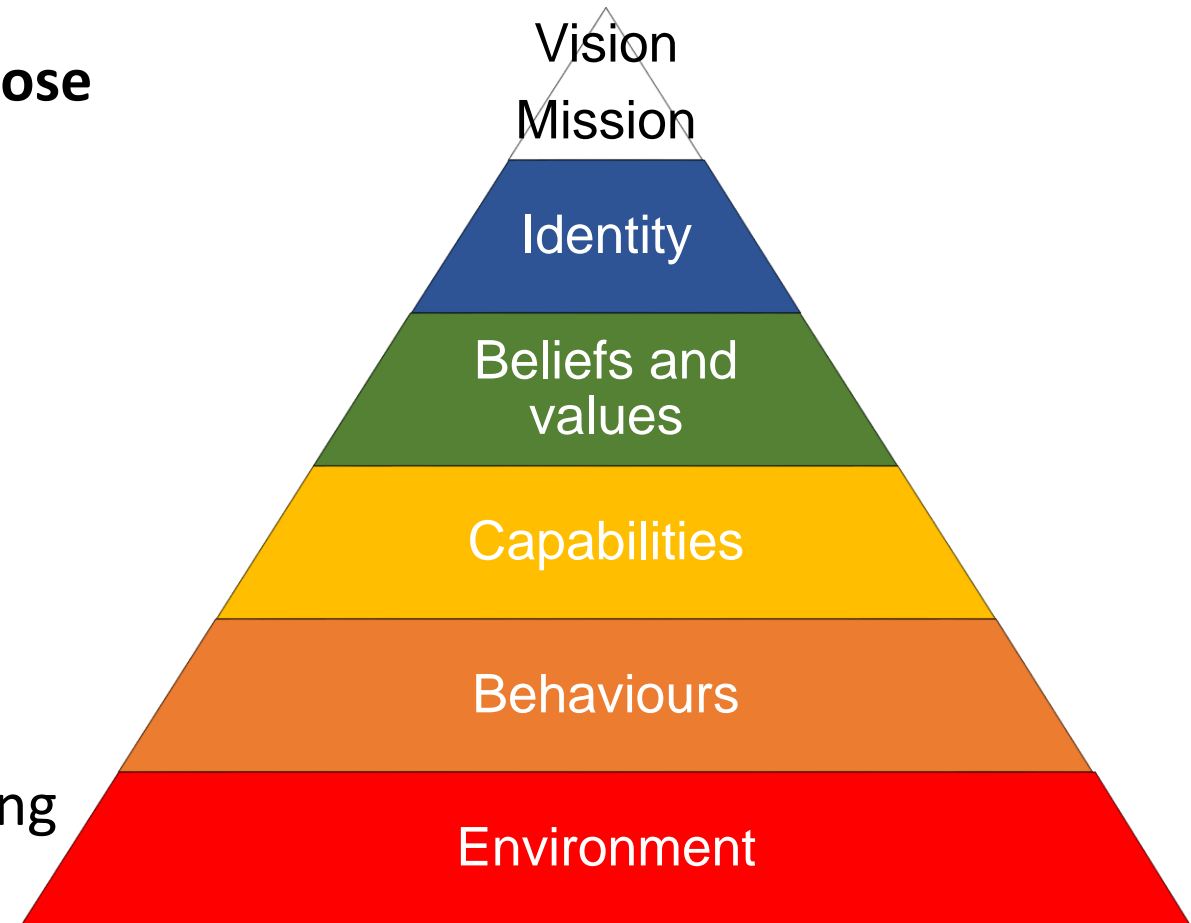 Vision
ose
Mission
Identity
Beliefs and
values
Capabilities
Behaviours
ng
Environment